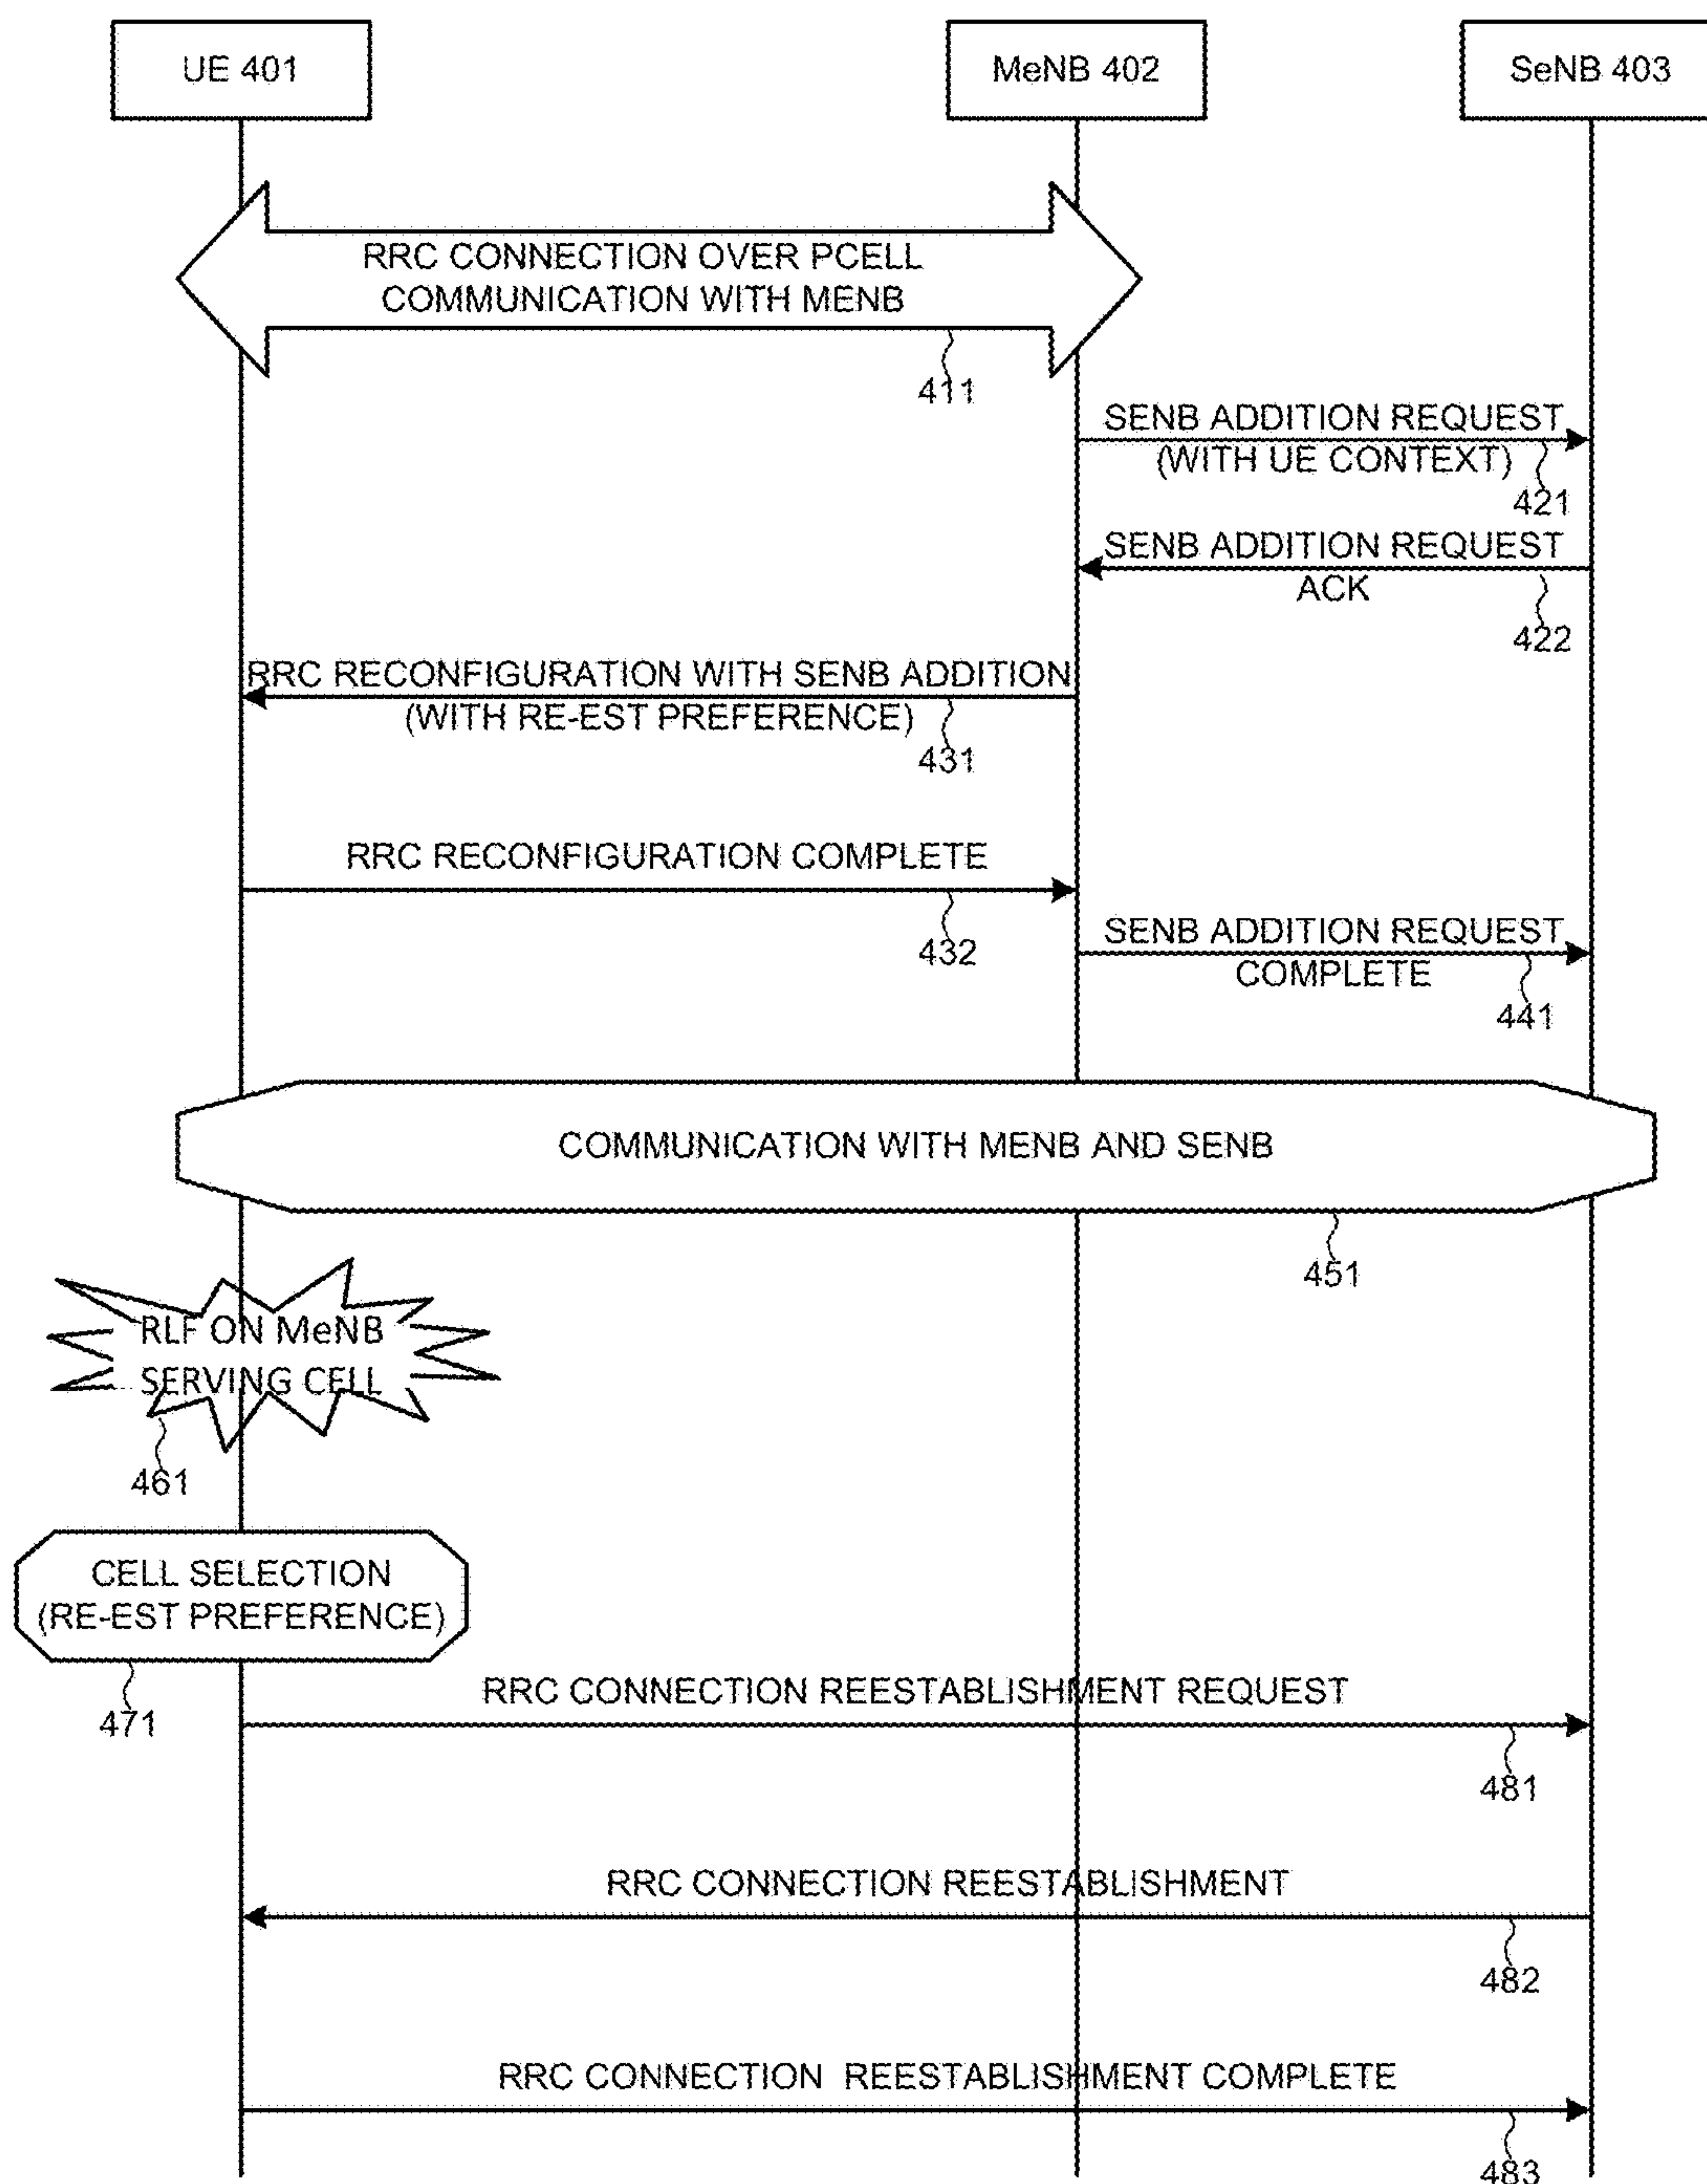 UE 401
MeNB 402
SeNB 403
RRC CONNECTION OVER PCELL
COMMUNICATION WITH MENB
411
SENB ADDITION REQUEST
(WITH UE CONTEXT)
421
SENB ADDITION REQUEST
ACK
422
RRC RECONFIGURATION WITH SENB ADDITION
(WITH RE-EST PREFERENCE)
431
RRC RECONFIGURATION COMPLETE
432
SENB ADDITION REQUEST
COMPLETE
441
COMMUNICATION WITH MENB AND SENB
451
RLF ON MeNB
SERVING CELL
461
CELL SELECTION
(RE-EST PREFERENCE)
471
RRC CONNECTION REESTABLISHMENT REQUEST
481
RRC CONNECTION REESTABLISHMENT
482
RRC CONNECTION REESTABLISHMENT COMPLETE
483